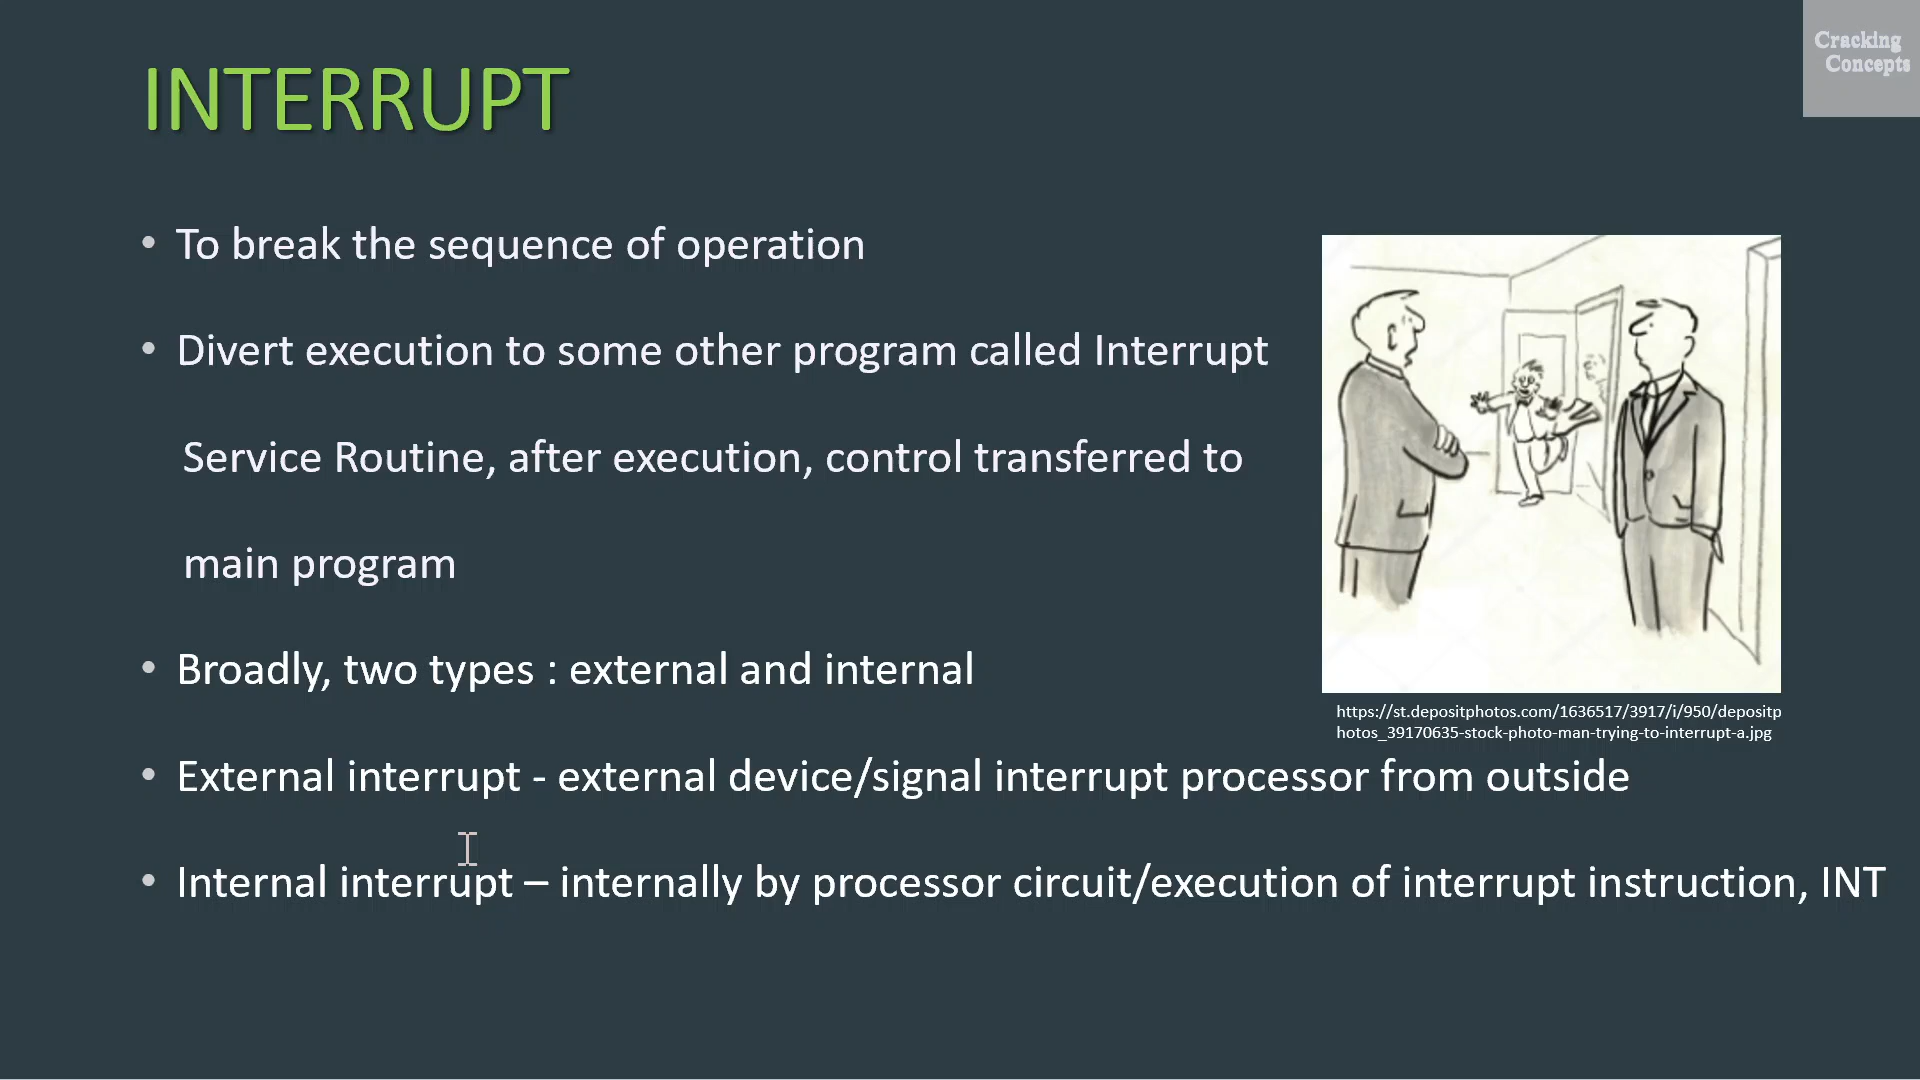 Cracking
Concepts
INTERRUPT
• To break the sequence of operation
• Divert execution to some other program called Interrupt
Service Routine, after execution, control transferred to
main program
• Broadly, two types : external and internal
https://st.depositphotos.com/1636517/3917/i/950/depositp
hotos_39170635-stock-photo-man-trying-to-interrupt-a.jpg
• External interrupt - external device/signal interrupt processor from outside
• Internal interrupt – internally by processor circuit/execution of interrupt instruction, INT